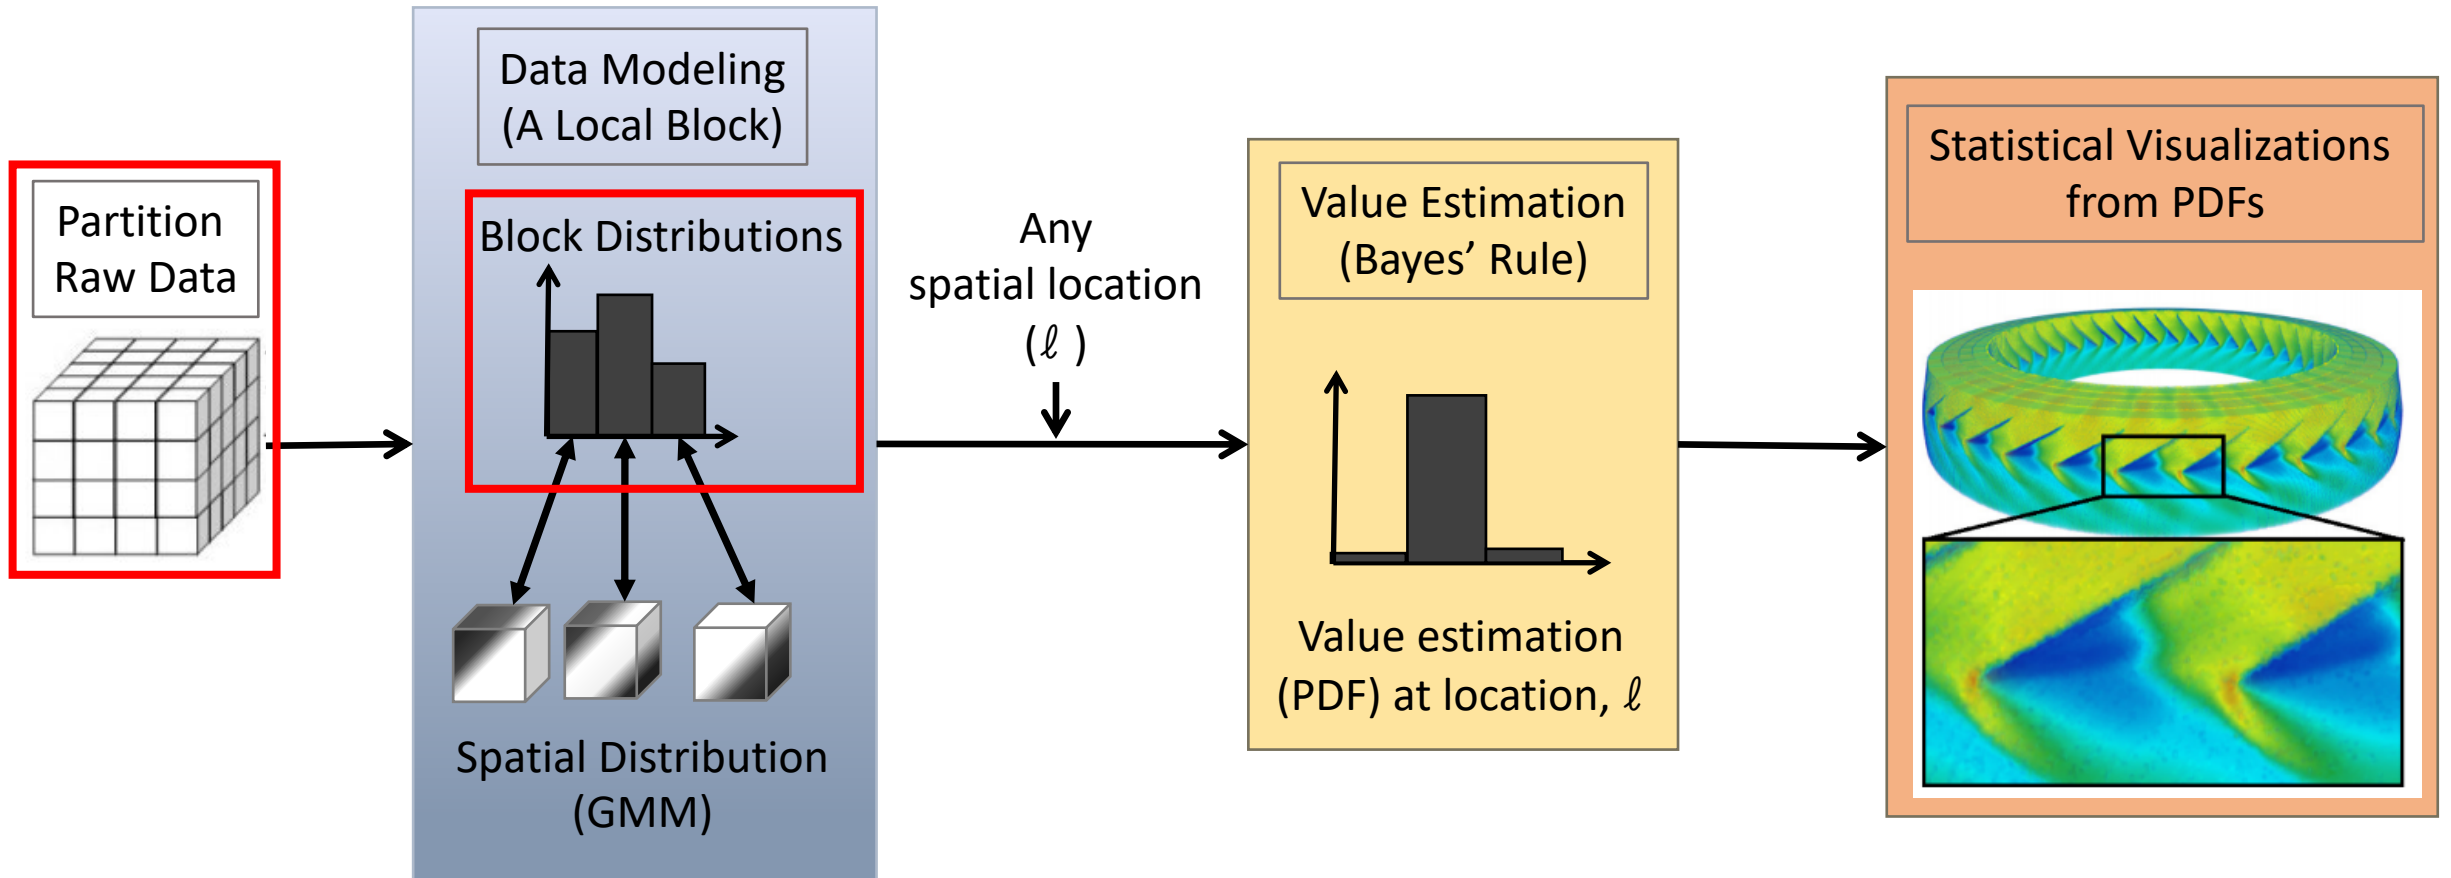 Partition
Raw Data
Data Modeling
(A Local Block)
Block Distributions
Spatial Distribution
(GMM)
Any
spatial location
(ℓ )
Value Estimation
(Bayes’ Rule)
Value estimation
(PDF) at location, ℓ
Statistical Visualizations
from PDFs